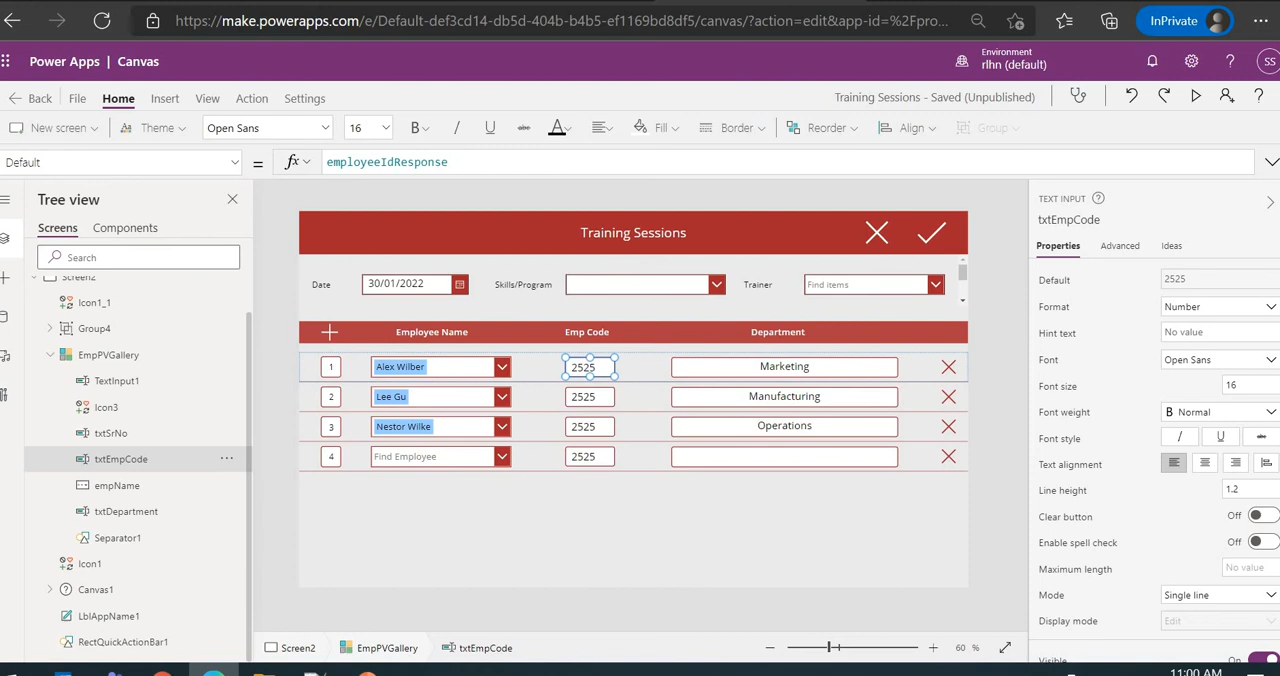 https://make.powerapps.com/e/Default-def3cd14-db5d-404b-b4b5-ef1169bd8df5/canvas/?action=edit&app-id=%2Fpro...
InPrivate
Power Apps | Canvas
Environment
rlhn (default)
SS
Back File Home Insert View Action Settings
Training Sessions - Saved (Unpublished)
New screen Theme Open Sans 16 B / U abc A Fill Border Reorder Align Group
Default = fx employeeIdResponse
Tree view
Screens Components
Search
Screen2
Icon1_1
Group4
EmpPVGallery
TextInput1
Icon3
txtSrNo
txtEmpCode
empName
txtDepartment
Separator1
Icon1
Canvas1
LblAppName1
RectQuickActionBar1
Training Sessions
Date 30/01/2022 Skills/Program Trainer Find items
Employee Name Emp Code Department
1 Alex Wilber 2525 Marketing
2 Lee Gu 2525 Manufacturing
3 Nestor Wilke 2525 Operations
4 Find Employee 2525
Screen2 EmpPVGallery txtEmpCode
60 %
TEXT INPUT
txtEmpCode
Properties Advanced Ideas
Default 2525
Format Number
Hint text No value
Font Open Sans
Font size 16
Font weight B Normal
Font style / U abc
Text alignment
Line height 1.2
Clear button Off
Enable spell check Off
Maximum length No value
Mode Single line
Display mode Edit
Visible On
11:00 AM